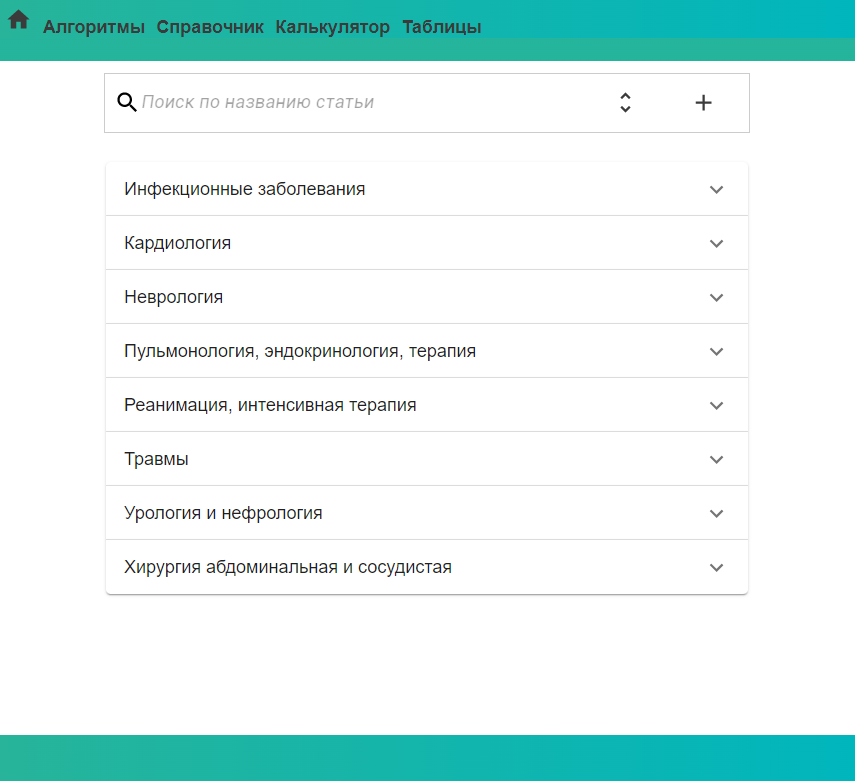 Алгоритмы Справочник Калькулятор Таблицы
Поиск по названию статьи
Инфекционные заболевания
Кардиология
Неврология
Пульмонология, эндокринология, терапия
Реанимация, интенсивная терапия
Травмы
Урология и нефрология
Хирургия абдоминальная и сосудистая